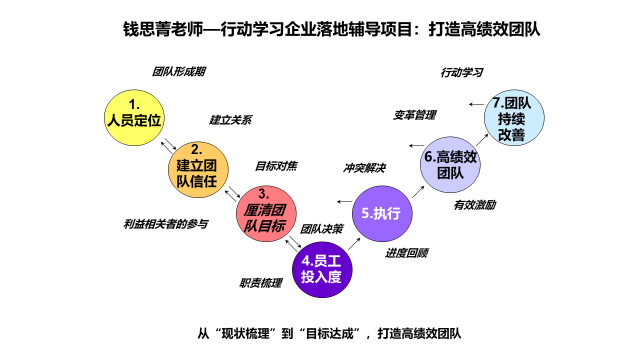 钱思菁老师—行动学习企业落地辅导项目：打造高绩效团队
团队形成期
行动学习
1.
人员定位
7.团队
持续
改善
建立关系
变革管理
2.
建立团
队信任
6.高绩效
团队
目标对焦
冲突解决
3.
厘清团
队目标
5.执行
有效激励
利益相关者的参与
团队决策
4.员工
投入度
进度回顾
职责梳理
从“现状梳理”到“目标达成”，打造高绩效团队